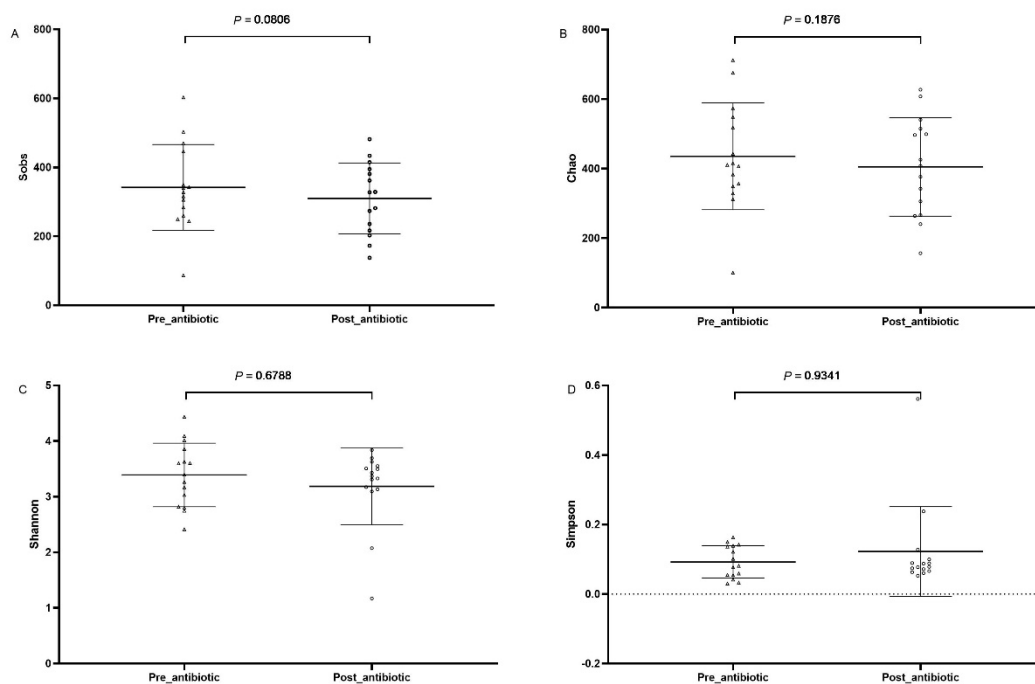 A
P = 0.0806
800
600
400
200
0
Sobs
Pre_antibiotic
Post_antibiotic
B
P = 0.1876
800
600
400
200
0
Chao
Pre_antibiotic
Post_antibiotic
C
P = 0.6788
5
4
3
2
1
0
Shannon
Pre_antibiotic
Post_antibiotic
D
P = 0.9341
0.6
0.4
0.2
0.0
-0.2
Simpson
Pre_antibiotic
Post_antibiotic